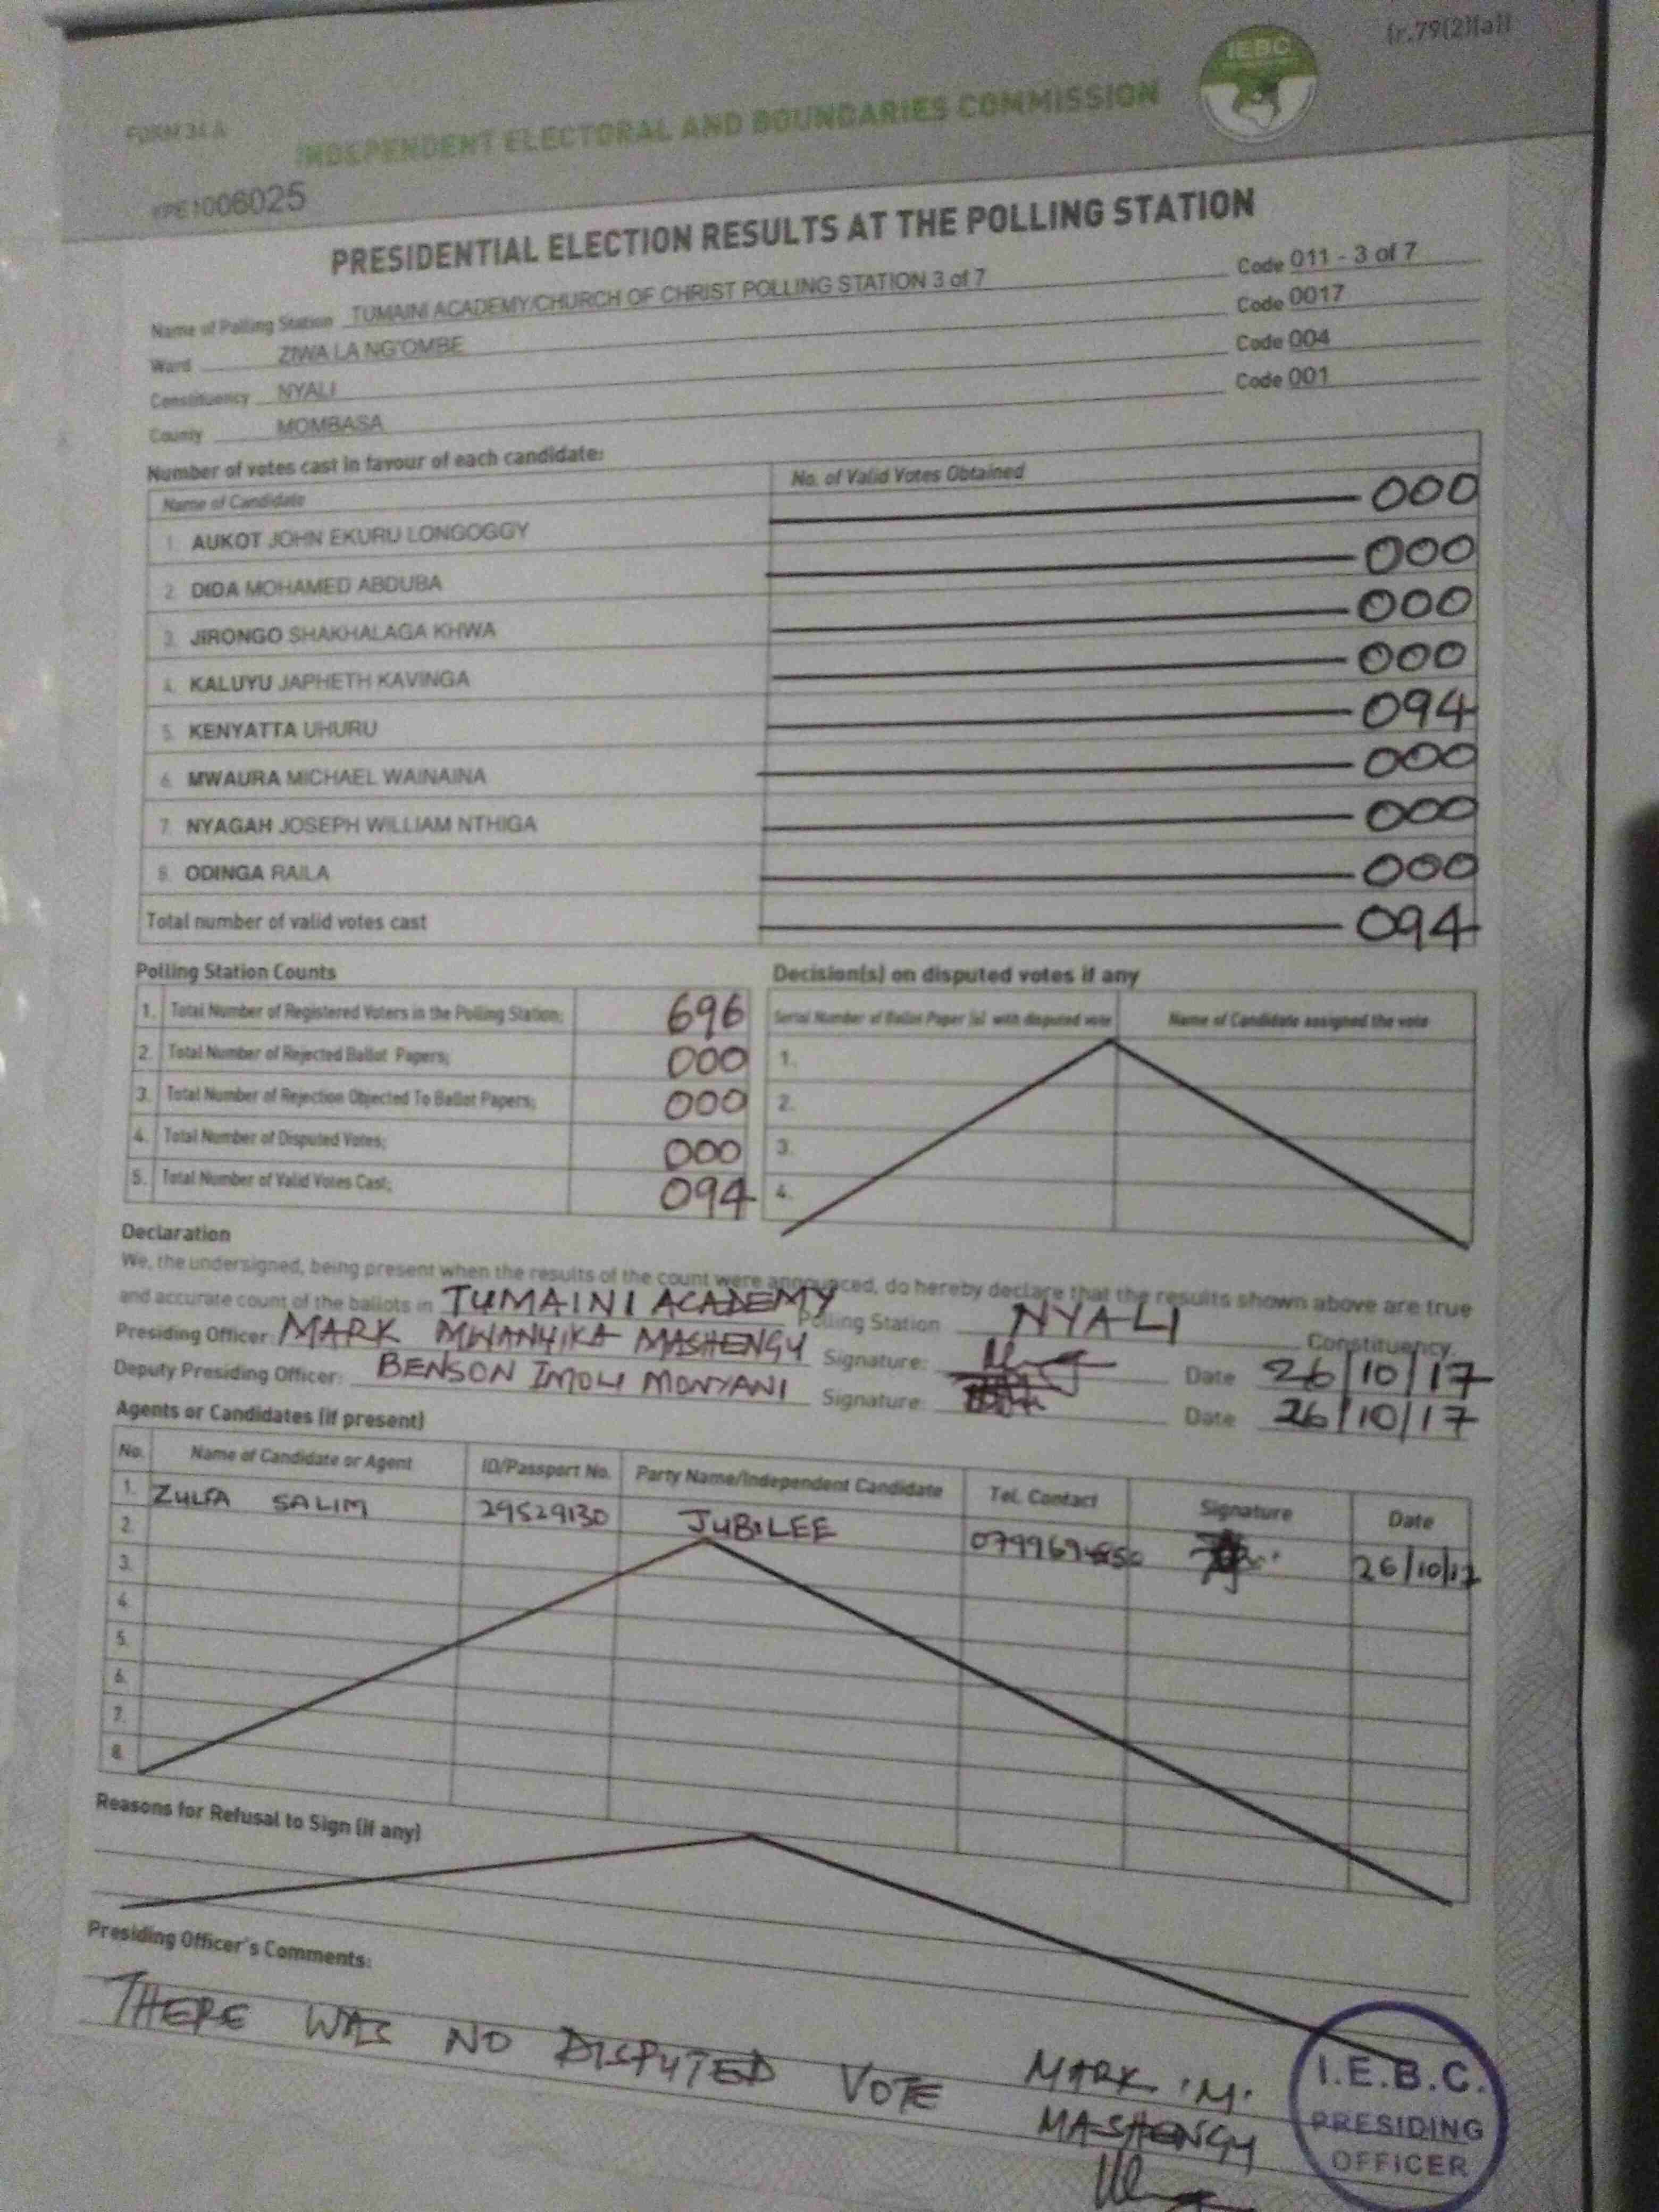 (r.79(2)(a))
FORM 34 A
IEBC
INDEPENDENT ELECTORAL AND BOUNDARIES COMMISSION
KPE1006025
PRESIDENTIAL ELECTION RESULTS AT THE POLLING STATION
Name of Polling Station TUMAINI ACADEMY/CHURCH OF CHRIST POLLING STATION 3 of 7 Code 011 - 3 of 7
Ward ZIWA LA NG'OMBE Code 0017
Constituency NYALI Code 004
County MOMBASA Code 001
Number of votes cast in favour of each candidate:
Name of Candidate No. of Valid Votes Obtained
1. AUKOT JOHN EKURU LONGOGGY 000
2. DIDA MOHAMED ABDUBA 000
3. JIRONGO SHAKHALAGA KHWA 000
4. KALUYU JAPHETH KAVINGA 000
5. KENYATTA UHURU 094
6. MWAURA MICHAEL WAINAINA 000
7. NYAGAH JOSEPH WILLIAM NTHIGA 000
8. ODINGA RAILA 000
Total number of valid votes cast 094
Polling Station Counts
1. Total Number of Registered Voters in the Polling Station; 696
2. Total Number of Rejected Ballot Papers; 000
3. Total Number of Rejection Objected To Ballot Papers; 000
4. Total Number of Disputed Votes; 000
5. Total Number of Valid Votes Cast; 094
Decision(s) on disputed votes if any
Serial Number of Ballot Paper (s) with disputed vote Name of Candidate assigned the vote
1.
2.
3.
4.
Declaration
We, the undersigned, being present when the results of the count were announced, do hereby declare that the results shown above are true
and accurate count of the ballots in TUMAINI ACADEMY Polling Station NYALI Constituency.
Presiding Officer: MARK MWANYIKA MASHENGY Signature: Date 26/10/17
Deputy Presiding Officer: BENSON IMOLI MONYANI Signature: Date 26/10/17
Agents or Candidates (if present)
No. Name of Candidate or Agent ID/Passport No. Party Name/Independent Candidate Tel. Contact Signature Date
1. ZULFA SALIM 29529130 JUBILEE 26/10/17
2.
3.
4.
5.
6.
7.
8.
Reasons for Refusal to Sign (if any)
Presiding Officer's Comments:
THERE WAS NO DISPUTED VOTE MARK .M.
MASHENGY
I.E.B.C.
PRESIDING
OFFICER